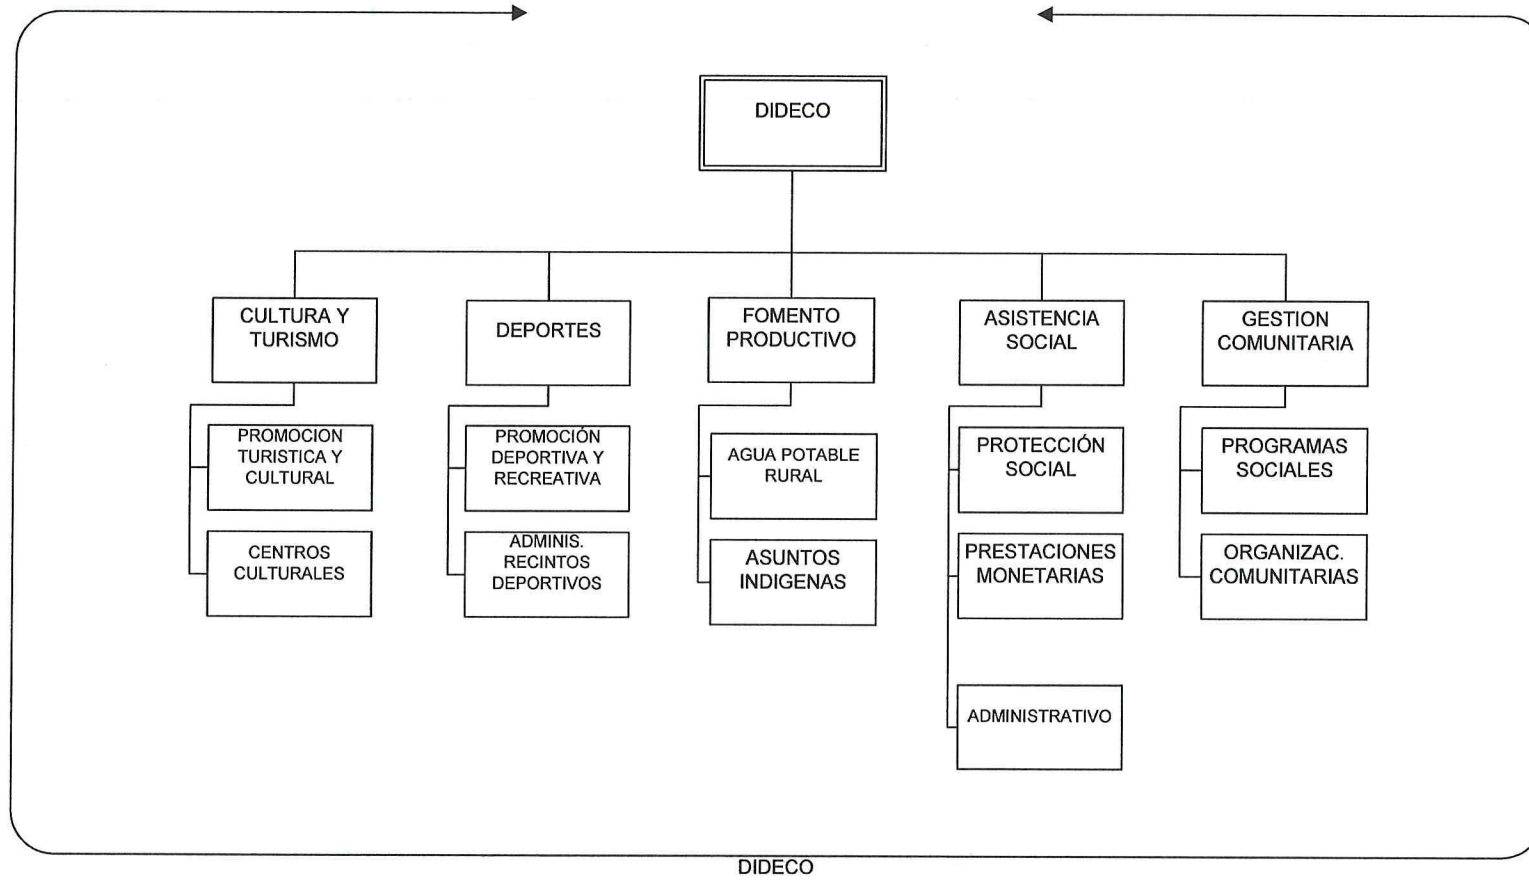 DIDECO
CULTURA Y
TURISMO
DEPORTES
FOMENTO
PRODUCTIVO
ASISTENCIA
SOCIAL
GESTION
COMUNITARIA
PROMOCION
TURISTICA Y
CULTURAL
PROMOCIÓN
DEPORTIVA Y
RECREATIVA
AGUA POTABLE
RURAL
PROTECCIÓN
SOCIAL
PROGRAMAS
SOCIALES
CENTROS
CULTURALES
ADMINIS.
RECINTOS
DEPORTIVOS
ASUNTOS
INDIGENAS
PRESTACIONES
MONETARIAS
ORGANIZAC.
COMUNITARIAS
ADMINISTRATIVO
DIDECO